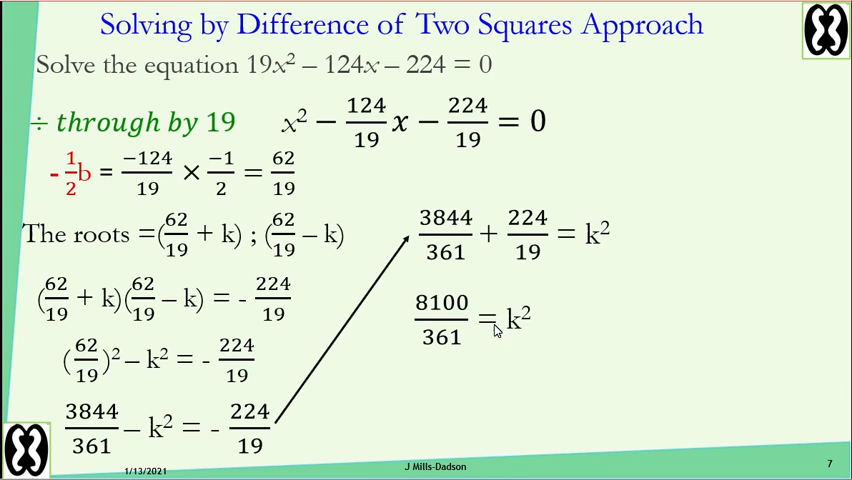 Solving by Difference of Two Squares Approach
Solve the equation 19x² – 124x – 224 = 0
÷ through by 19    x² − 124/19 x − 224/19 = 0
- 1/2 b = −124/19 × −1/2 = 62/19
The roots =(62/19 + k) ; (62/19 – k)
(62/19 + k)(62/19 – k) = - 224/19
(62/19)² – k² = - 224/19
3844/361 – k² = - 224/19
3844/361 + 224/19 = k²
8100/361 = k²
1/13/2021
J Mills-Dadson
7